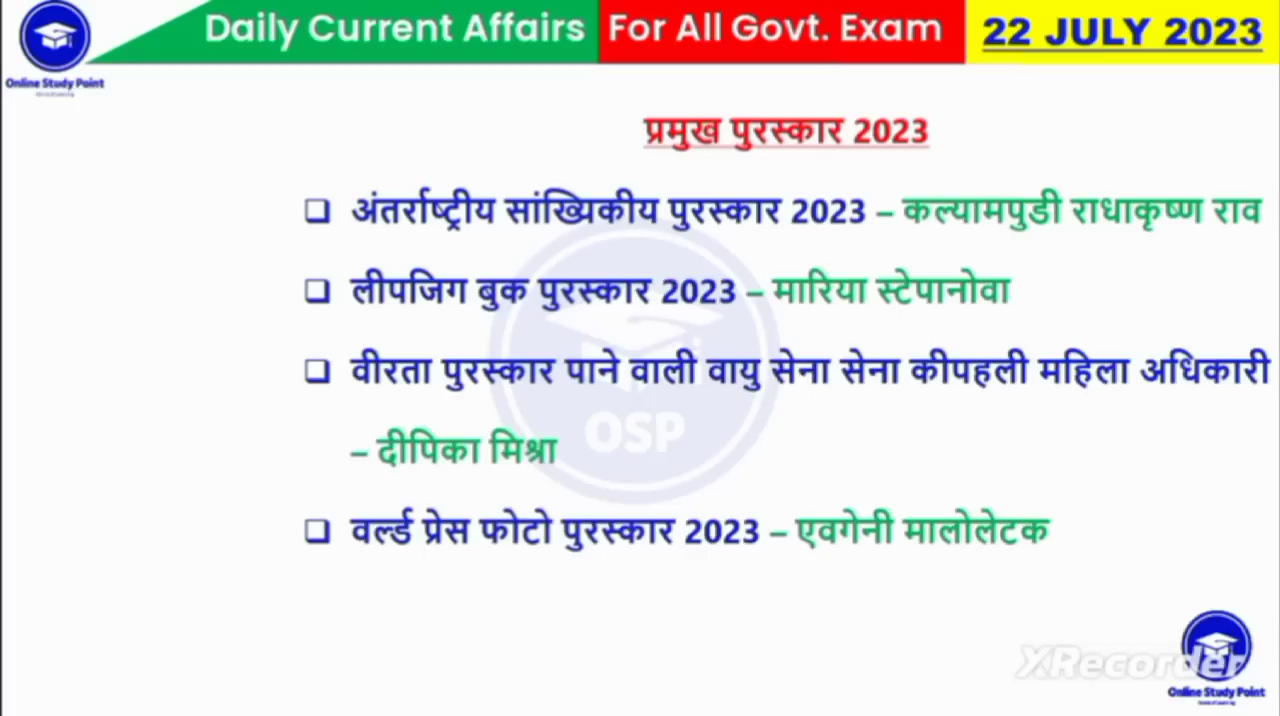 Daily Current Affairs For All Govt. Exam 22 JULY 2023
Online Study Point
प्रमुख पुरस्कार 2023
❑ अंतर्राष्ट्रीय सांख्यिकीय पुरस्कार 2023 – कल्यामपुडी राधाकृष्ण राव
❑ लीपजिग बुक पुरस्कार 2023 – मारिया स्टेपानोवा
❑ वीरता पुरस्कार पाने वाली वायु सेना सेना कीपहली महिला अधिकारी
– दीपिका मिश्रा
OSP
❑ वर्ल्ड प्रेस फोटो पुरस्कार 2023 – एवगेनी मालोलेटक
XRecorder
Online Study Point